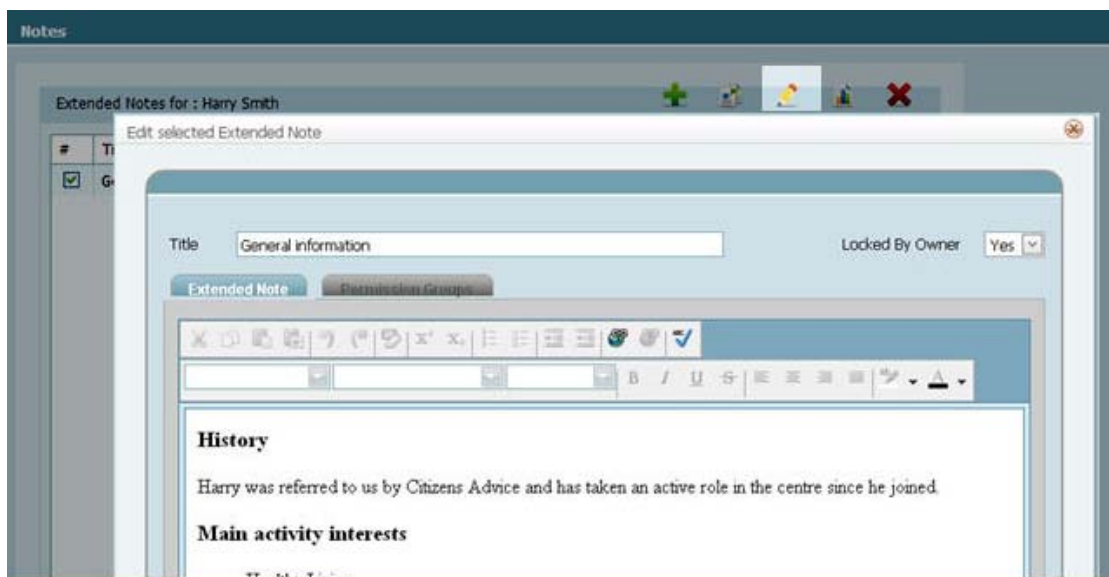 Notes
Extended Notes for : Harry Smith
Edit selected Extended Note
#
Title General information Locked By Owner Yes
Extended Note Permission Groups
B I U S A
History
Harry was referred to us by Citizens Advice and has taken an active role in the centre since he joined.
Main activity interests